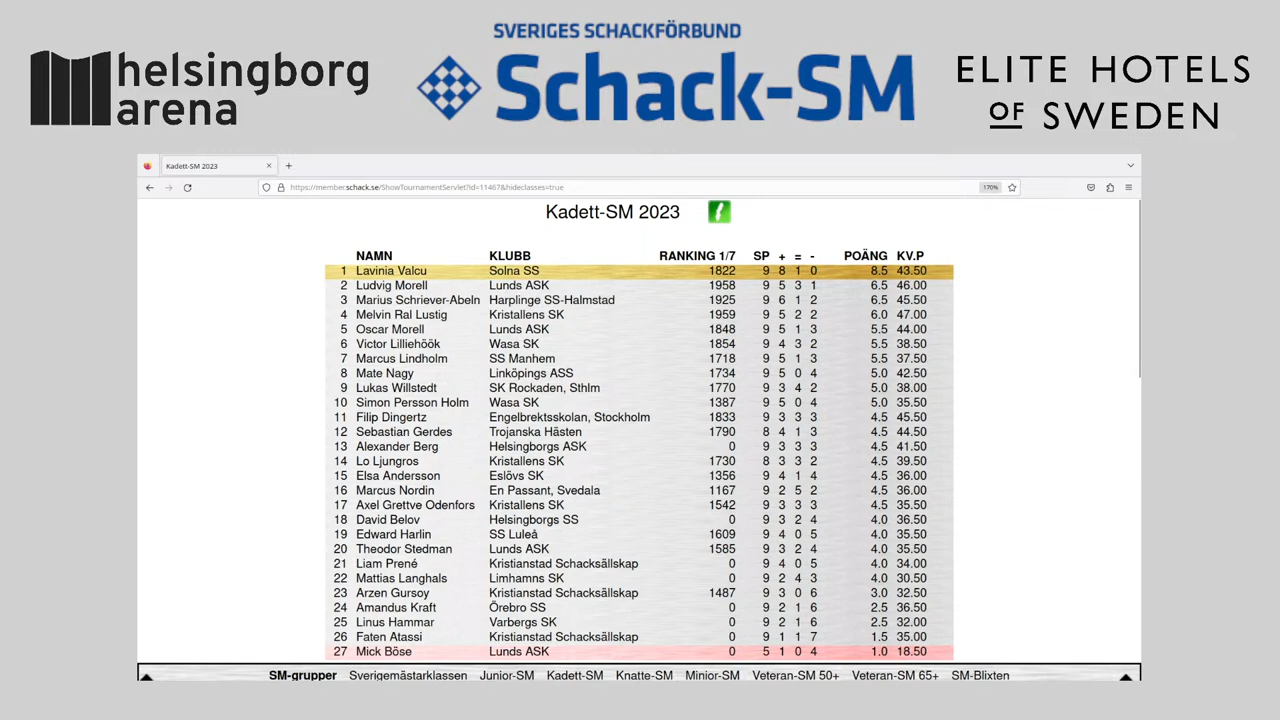 SVERIGES SCHACKFÖRBUND
Schack-SM
helsingborg
arena
ELITE HOTELS
OF SWEDEN
Kadett-SM 2023
https://member.schack.se/ShowTournamentServlet?id=11467&hideclasses=true
170%
Kadett-SM 2023
NAMN KLUBB RANKING 1/7 SP + = - POÄNG KV.P
1 Lavinia Valcu Solna SS 1822 9 8 1 0 8.5 43.50
2 Ludvig Morell Lunds ASK 1958 9 5 3 1 6.5 46.00
3 Marius Schriever-Abeln Harplinge SS-Halmstad 1925 9 6 1 2 6.5 45.50
4 Melvin Ral Lustig Kristallens SK 1959 9 5 2 2 6.0 47.00
5 Oscar Morell Lunds ASK 1848 9 5 1 3 5.5 44.00
6 Victor Lilliehöök Wasa SK 1854 9 4 3 2 5.5 38.50
7 Marcus Lindholm SS Manhem 1718 9 5 1 3 5.5 37.50
8 Mate Nagy Linköpings ASS 1734 9 5 0 4 5.0 42.50
9 Lukas Willstedt SK Rockaden, Sthlm 1770 9 3 4 2 5.0 38.00
10 Simon Persson Holm Wasa SK 1387 9 5 0 4 5.0 35.50
11 Filip Dingertz Engelbrektsskolan, Stockholm 1833 9 3 3 3 4.5 45.50
12 Sebastian Gerdes Trojanska Hästen 1790 8 4 1 3 4.5 44.50
13 Alexander Berg Helsingborgs ASK 0 9 3 3 3 4.5 41.50
14 Lo Ljungros Kristallens SK 1730 8 3 3 2 4.5 39.50
15 Elsa Andersson Eslövs SK 1356 9 4 1 4 4.5 36.00
16 Marcus Nordin En Passant, Svedala 1167 9 2 5 2 4.5 36.00
17 Axel Grettve Odenfors Kristallens SK 1542 9 3 3 3 4.5 35.50
18 David Belov Helsingborgs SS 0 9 3 2 4 4.0 36.50
19 Edward Harlin SS Luleå 1609 9 4 0 5 4.0 35.50
20 Theodor Stedman Lunds ASK 1585 9 3 2 4 4.0 35.50
21 Liam Prené Kristianstad Schacksällskap 0 9 4 0 5 4.0 34.00
22 Mattias Langhals Limhamns SK 0 9 2 4 3 4.0 30.50
23 Arzen Gursoy Kristianstad Schacksällskap 1487 9 3 0 6 3.0 32.50
24 Amandus Kraft Örebro SS 0 9 2 1 6 2.5 36.50
25 Linus Hammar Varbergs SK 0 9 2 1 6 2.5 32.00
26 Faten Atassi Kristianstad Schacksällskap 0 9 1 1 7 1.5 35.00
27 Mick Böse Lunds ASK 0 5 1 0 4 1.0 18.50
SM-grupper Sverigemästarklassen Junior-SM Kadett-SM Knatte-SM Minior-SM Veteran-SM 50+ Veteran-SM 65+ SM-Blixten